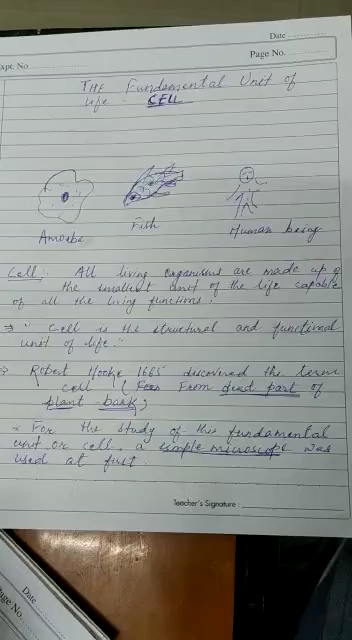 Date
Page No.
xpt. No
THE Fundamental Unit of
life - CELL
Amoeba
Fish
Human being
Cell:- All living organisms are made up of
the smallest unit of the life capable
of all the living functions.
⇒ "Cell is the structural and functional
unit of life."
⇒ Robert Hooke 1665 discovered the term
cell ( From dead part of
plant bark)
* For the study of this fundamental
unit or cell, a simple microscope was
used at first.
Teacher's Signature :
Date
age No.